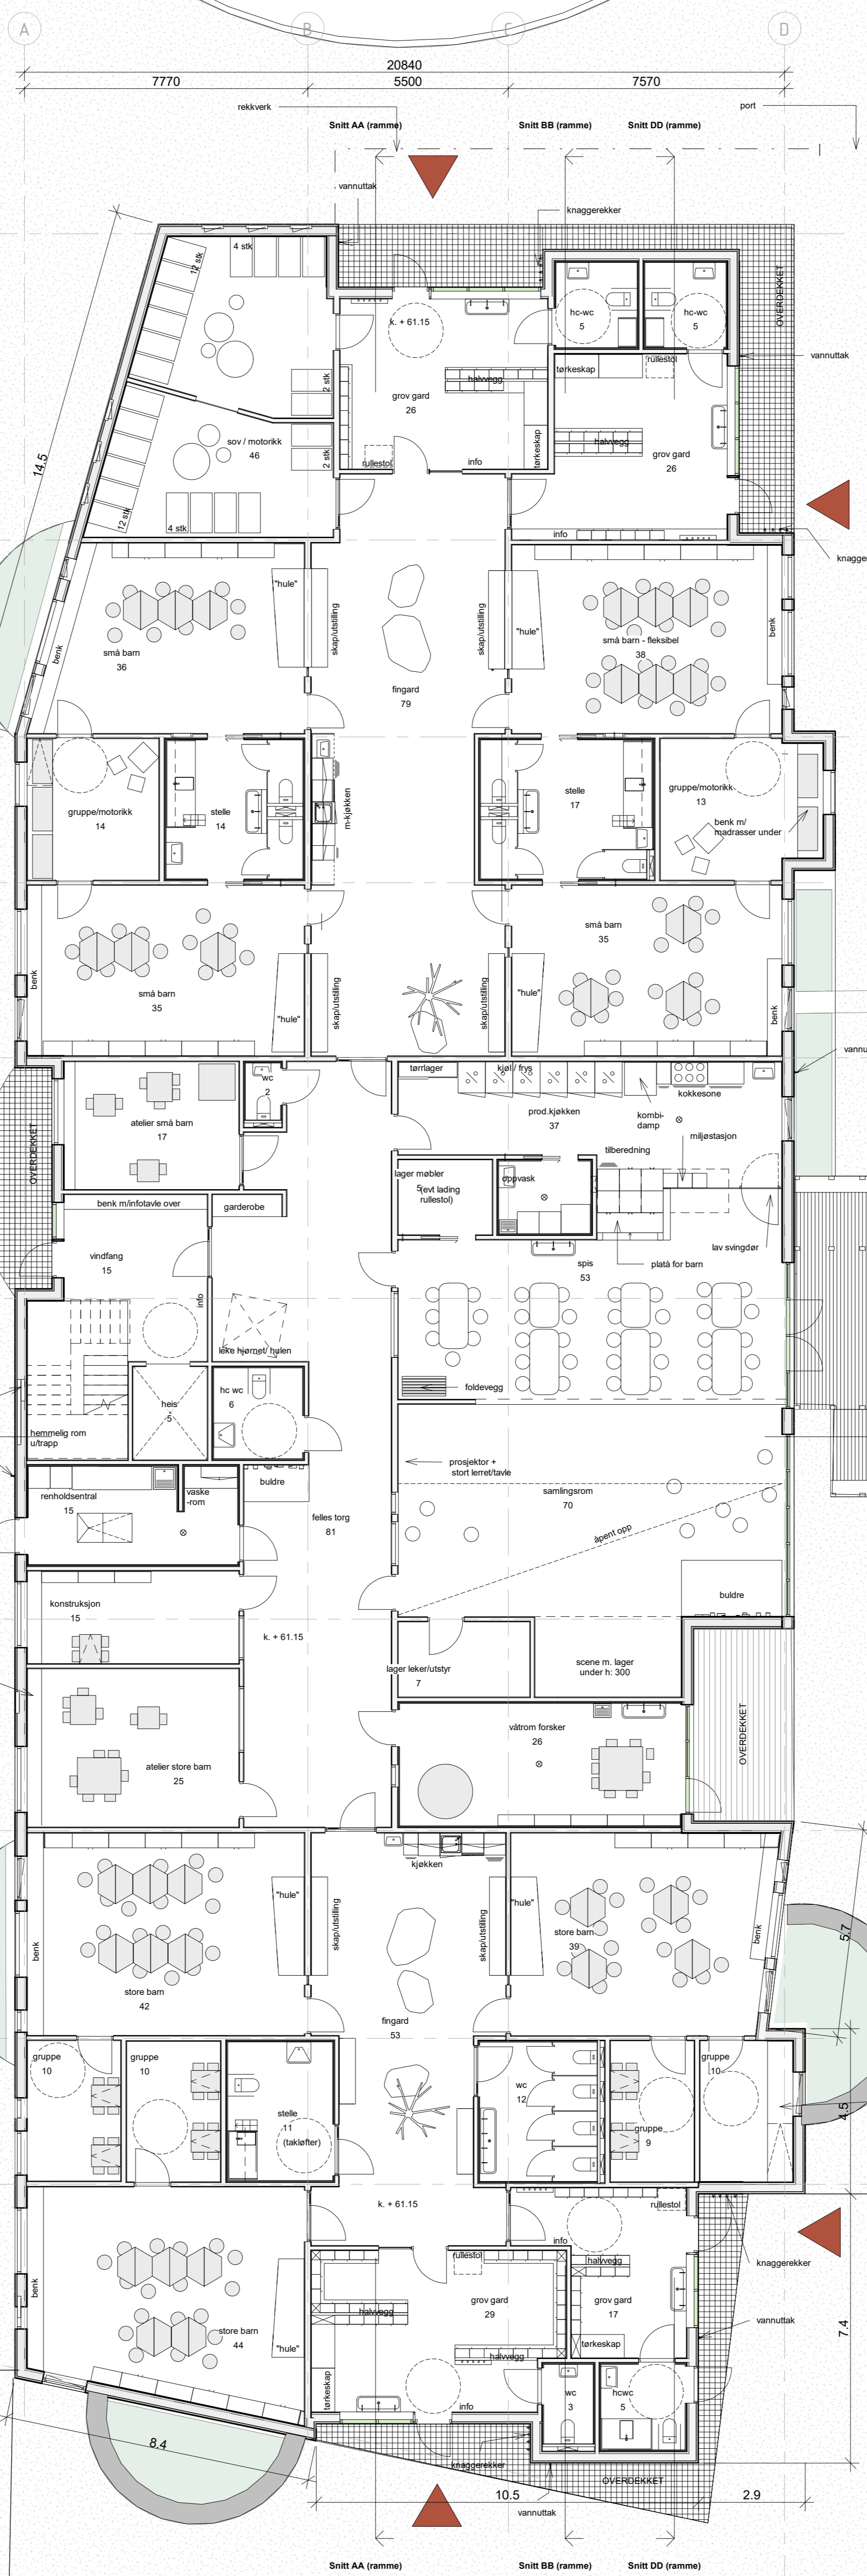 A
B
C
D
20840
7770
5500
7570
rekkverk
port
Snitt AA (ramme)
Snitt BB (ramme)
Snitt DD (ramme)
vannuttak
knaggerekker
4 stk
12 stk
OVERDEKKET
hc-wc
5
hc-wc
5
k. + 61.15
vannuttak
rullestol
tørkeskap
halvvegg
2 stk
grov gard
26
14.5
sov / motorikk
46
halvvegg
grov gard
26
2 stk
rullestol
info
tørkeskap
12 stk
4 stk
info
knagge
"hule"
skap/utstilling
skap/utstilling
"hule"
små barn - fleksibel
38
benk
små barn
36
benk
fingard
79
gruppe/motorikk
14
stelle
14
m-kjøkken
stelle
17
gruppe/motorikk
13
benk m/
madrasser under
små barn
35
benk
"hule"
skap/utstilling
skap/utstilling
"hule"
små barn
35
benk
vannu
tørrlager
kjøl / frys
wc
2
kokkesone
prod.kjøkken
37
kombi-
damp
atelier små barn
17
miljøstasjon
OVERDEKKET
tilberedning
lager møbler
5
(evt lading
rullestol)
oppvask
benk m/infotavle over
garderobe
lav svingdør
vindfang
15
spis
53
platå for barn
info
leke hjørnet/ hulen
foldevegg
hc wc
6
heis
5
hemmelig rom
u/trapp
prosjektor +
stort lerret/tavle
buldre
renholdsentral
15
vaske
-rom
samlingsrom
70
felles torg
81
åpent opp
konstruksjon
15
buldre
k. + 61.15
lager leker/utstyr
7
scene m. lager
under h: 300
våtrom forsker
26
OVERDEKKET
atelier store barn
25
kjøkken
"hule"
skap/utstilling
skap/utstilling
"hule"
store barn
39
benk
5.7
benk
store barn
42
fingard
53
gruppe
10
gruppe
10
stelle
11
(takløfter)
wc
12
gruppe
9
gruppe
10
4.5
k. + 61.15
rullestol
info
rullestol
halvvegg
knaggerekker
benk
halvvegg
grov gard
29
grov gard
17
vannuttak
7.4
store barn
44
"hule"
tørkeskap
halvvegg
tørkeskap
wc
3
hcwc
5
info
8.4
knaggerekker
OVERDEKKET
10.5
2.9
vannuttak
Snitt AA (ramme)
Snitt BB (ramme)
Snitt DD (ramme)